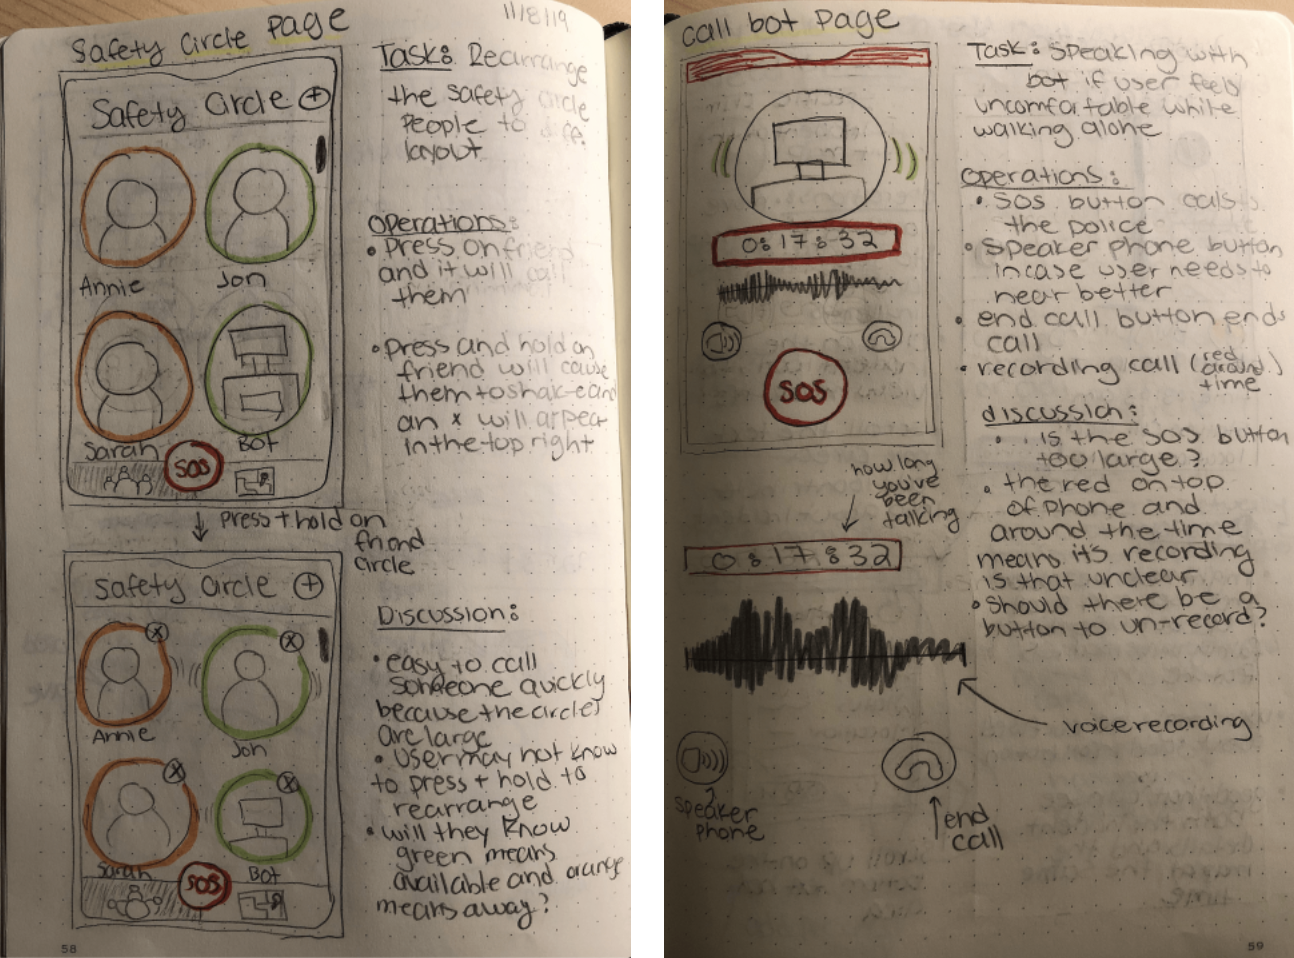 Safety Circle Page
11/8/19
Safety Circle +
Annie
Jon
Sarah
Bot
SOS
Task: Rearrange
the safety circle
people to diff.
layout
Operations:
• Press on friend
and it will call
them
• press and hold on
friend will cause
them to shake and
an x will appear
in the top right
press + hold on
friend
circle
Safety Circle +
X
X
Annie
Jon
X
X
Sarah
Bot
SOS
Discussion:
• easy to call
someone quickly
because the circles
are large
• User may not know
to press + hold to
rearrange
• will they know
green means
available and orange
means away?
58
Call bot Page
0:17:32
SOS
Task: Speaking with
bot if user feels
uncomfortable while
walking alone
Operations:
• SOS button calls
the police
• Speaker phone button
incase user needs to
hear better
• end call button ends
call
• recording call (red around time)
discussion:
• is the SOS button
too large?
• the red on top
of phone and
around the time
means it's recording
is that unclear
• Should there be a
button to un-record?
how long
you've
been
talking
0:17:32
voice recording
speaker
phone
end
call
59